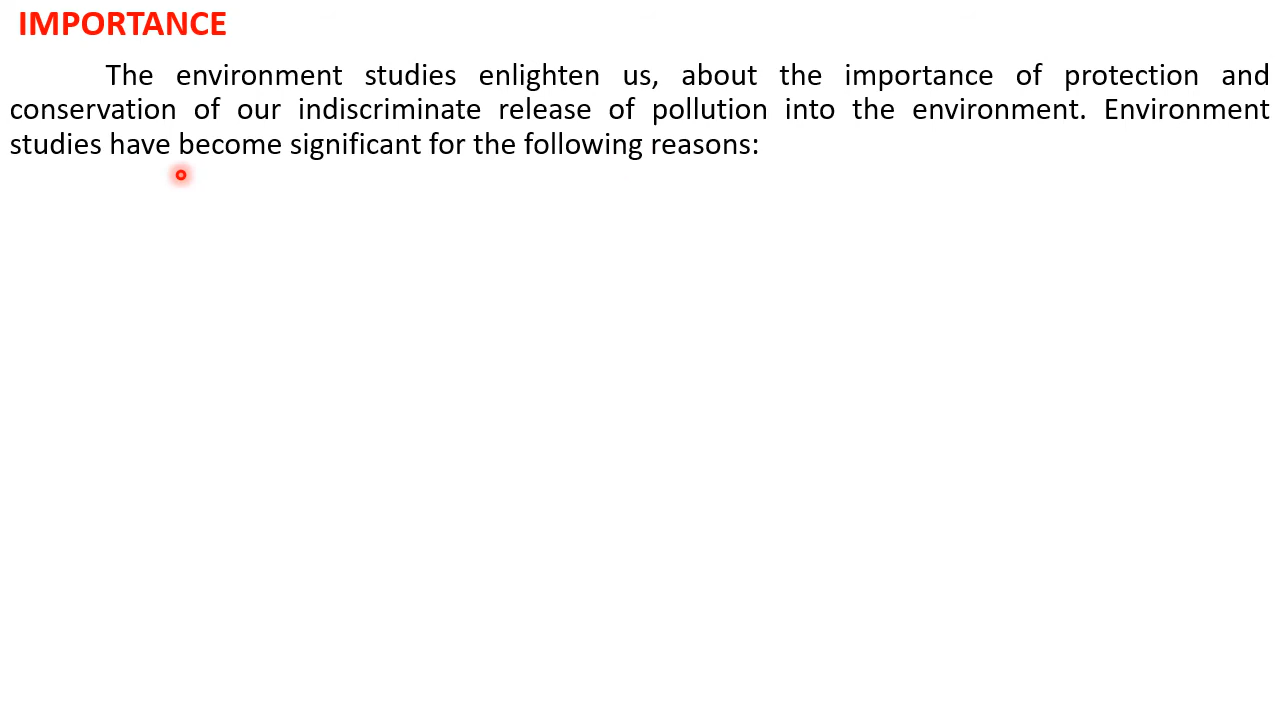 IMPORTANCE
The environment studies enlighten us, about the importance of protection and
conservation of our indiscriminate release of pollution into the environment. Environment
studies have become significant for the following reasons: